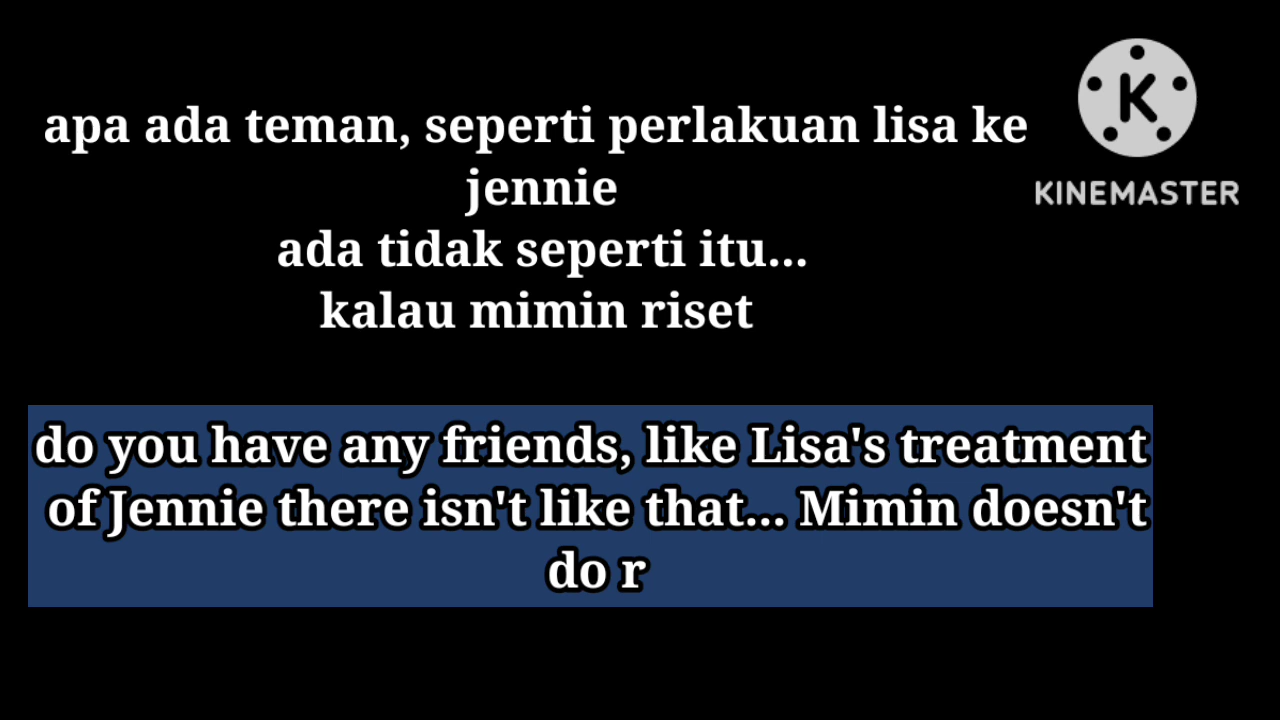 apa ada teman, seperti perlakuan lisa ke
jennie
ada tidak seperti itu...
kalau mimin riset
K
KINEMASTER
do you have any friends, like Lisa's treatment
of Jennie there isn't like that... Mimin doesn't
do r